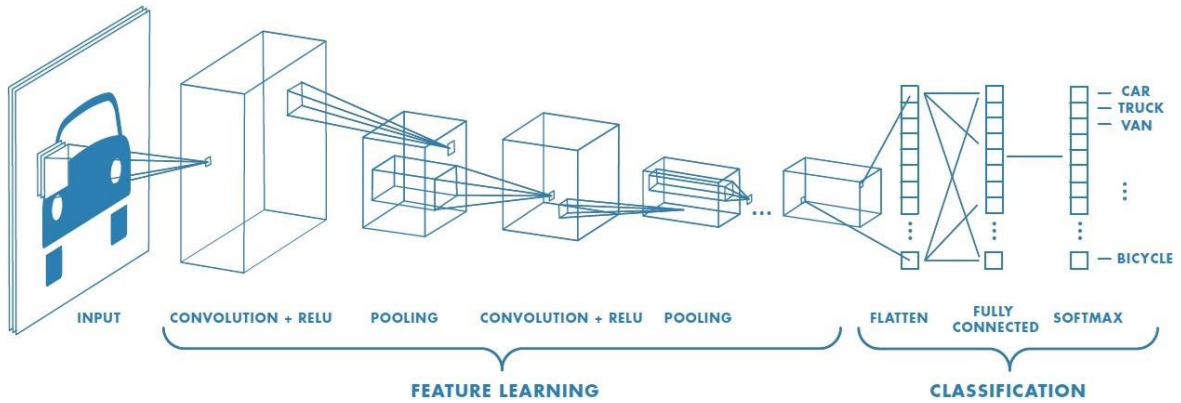 CAR
TRUCK
VAN
BICYCLE
INPUT
CONVOLUTION + RELU
POOLING
CONVOLUTION + RELU
POOLING
FLATTEN
FULLY
CONNECTED
SOFTMAX
FEATURE LEARNING
CLASSIFICATION